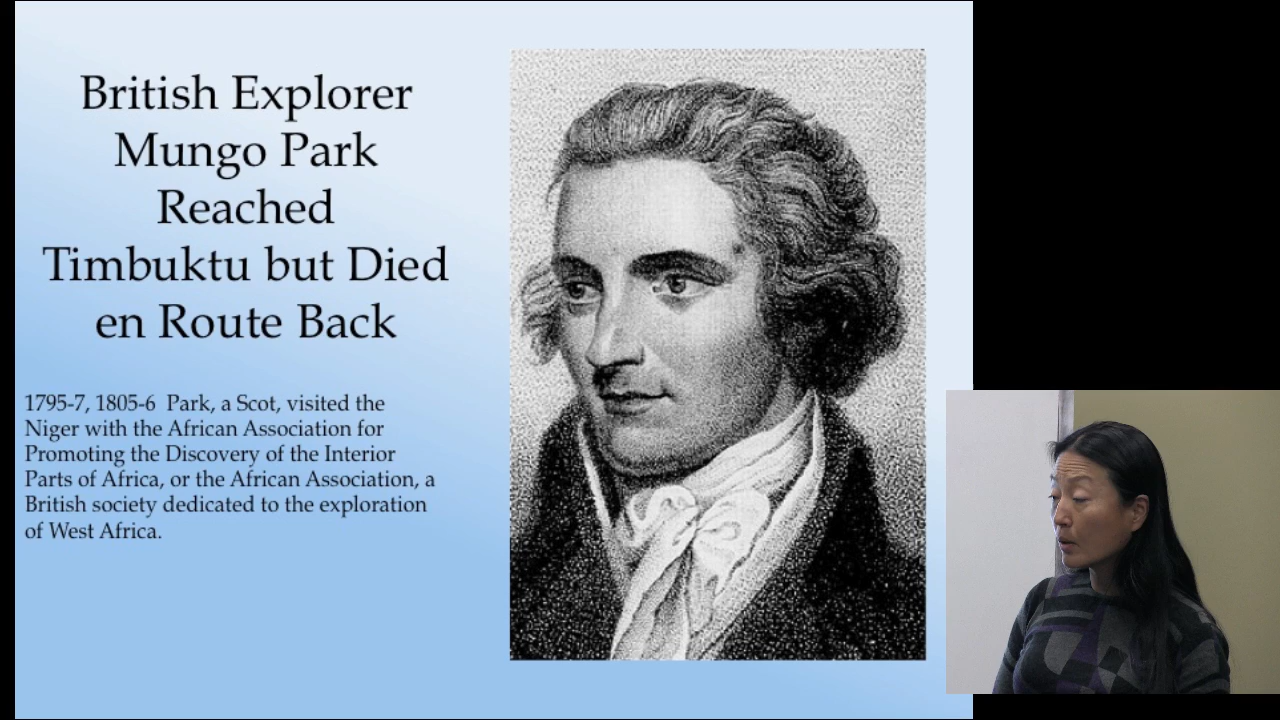 British Explorer
Mungo Park
Reached
Timbuktu but Died
en Route Back
1795-7, 1805-6  Park, a Scot, visited the
Niger with the African Association for
Promoting the Discovery of the Interior
Parts of Africa, or the African Association, a
British society dedicated to the exploration
of West Africa.